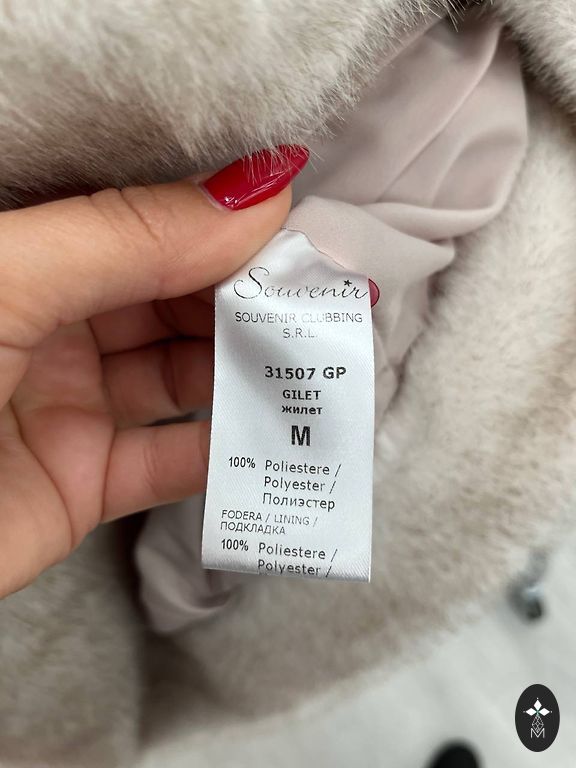 Souvenir
SOUVENIR CLUBBING
S.R.L.
31507 GP
GILET
жилет
M
100% Poliestere /
Polyester /
Полиэстер
FODERA / LINING /
ПОДКЛАДКА
100% Poliestere /
Polyester /
M